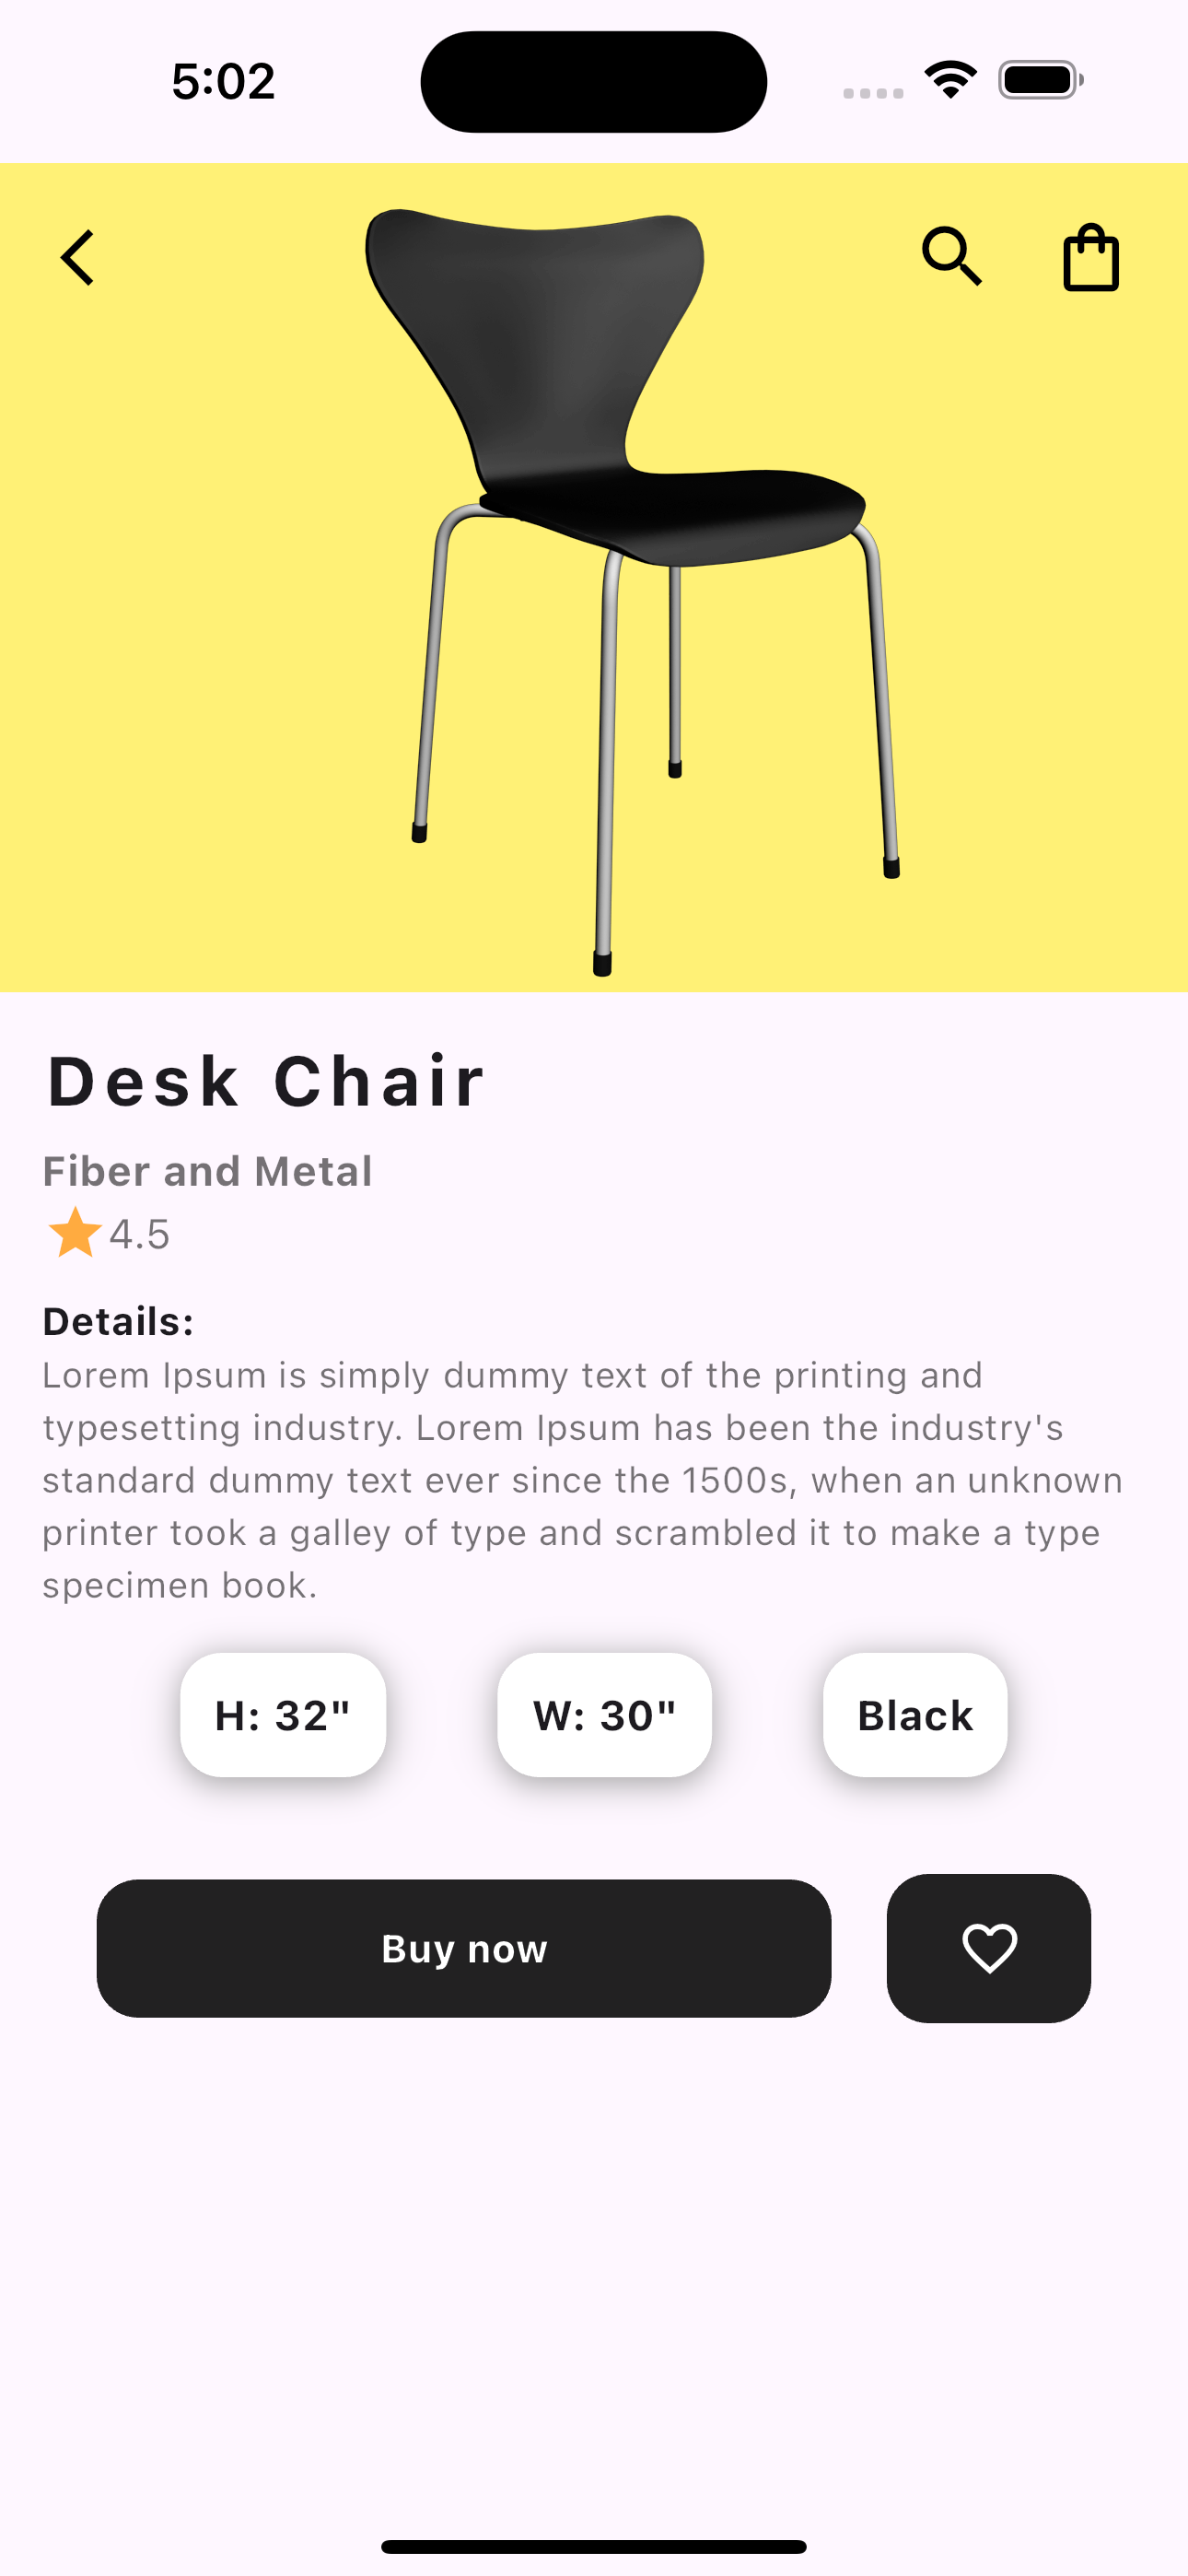 5:02
Desk Chair
Fiber and Metal
4.5
Details:
Lorem Ipsum is simply dummy text of the printing and
typesetting industry. Lorem Ipsum has been the industry's
standard dummy text ever since the 1500s, when an unknown
printer took a galley of type and scrambled it to make a type
specimen book.
H: 32" W: 30" Black
Buy now